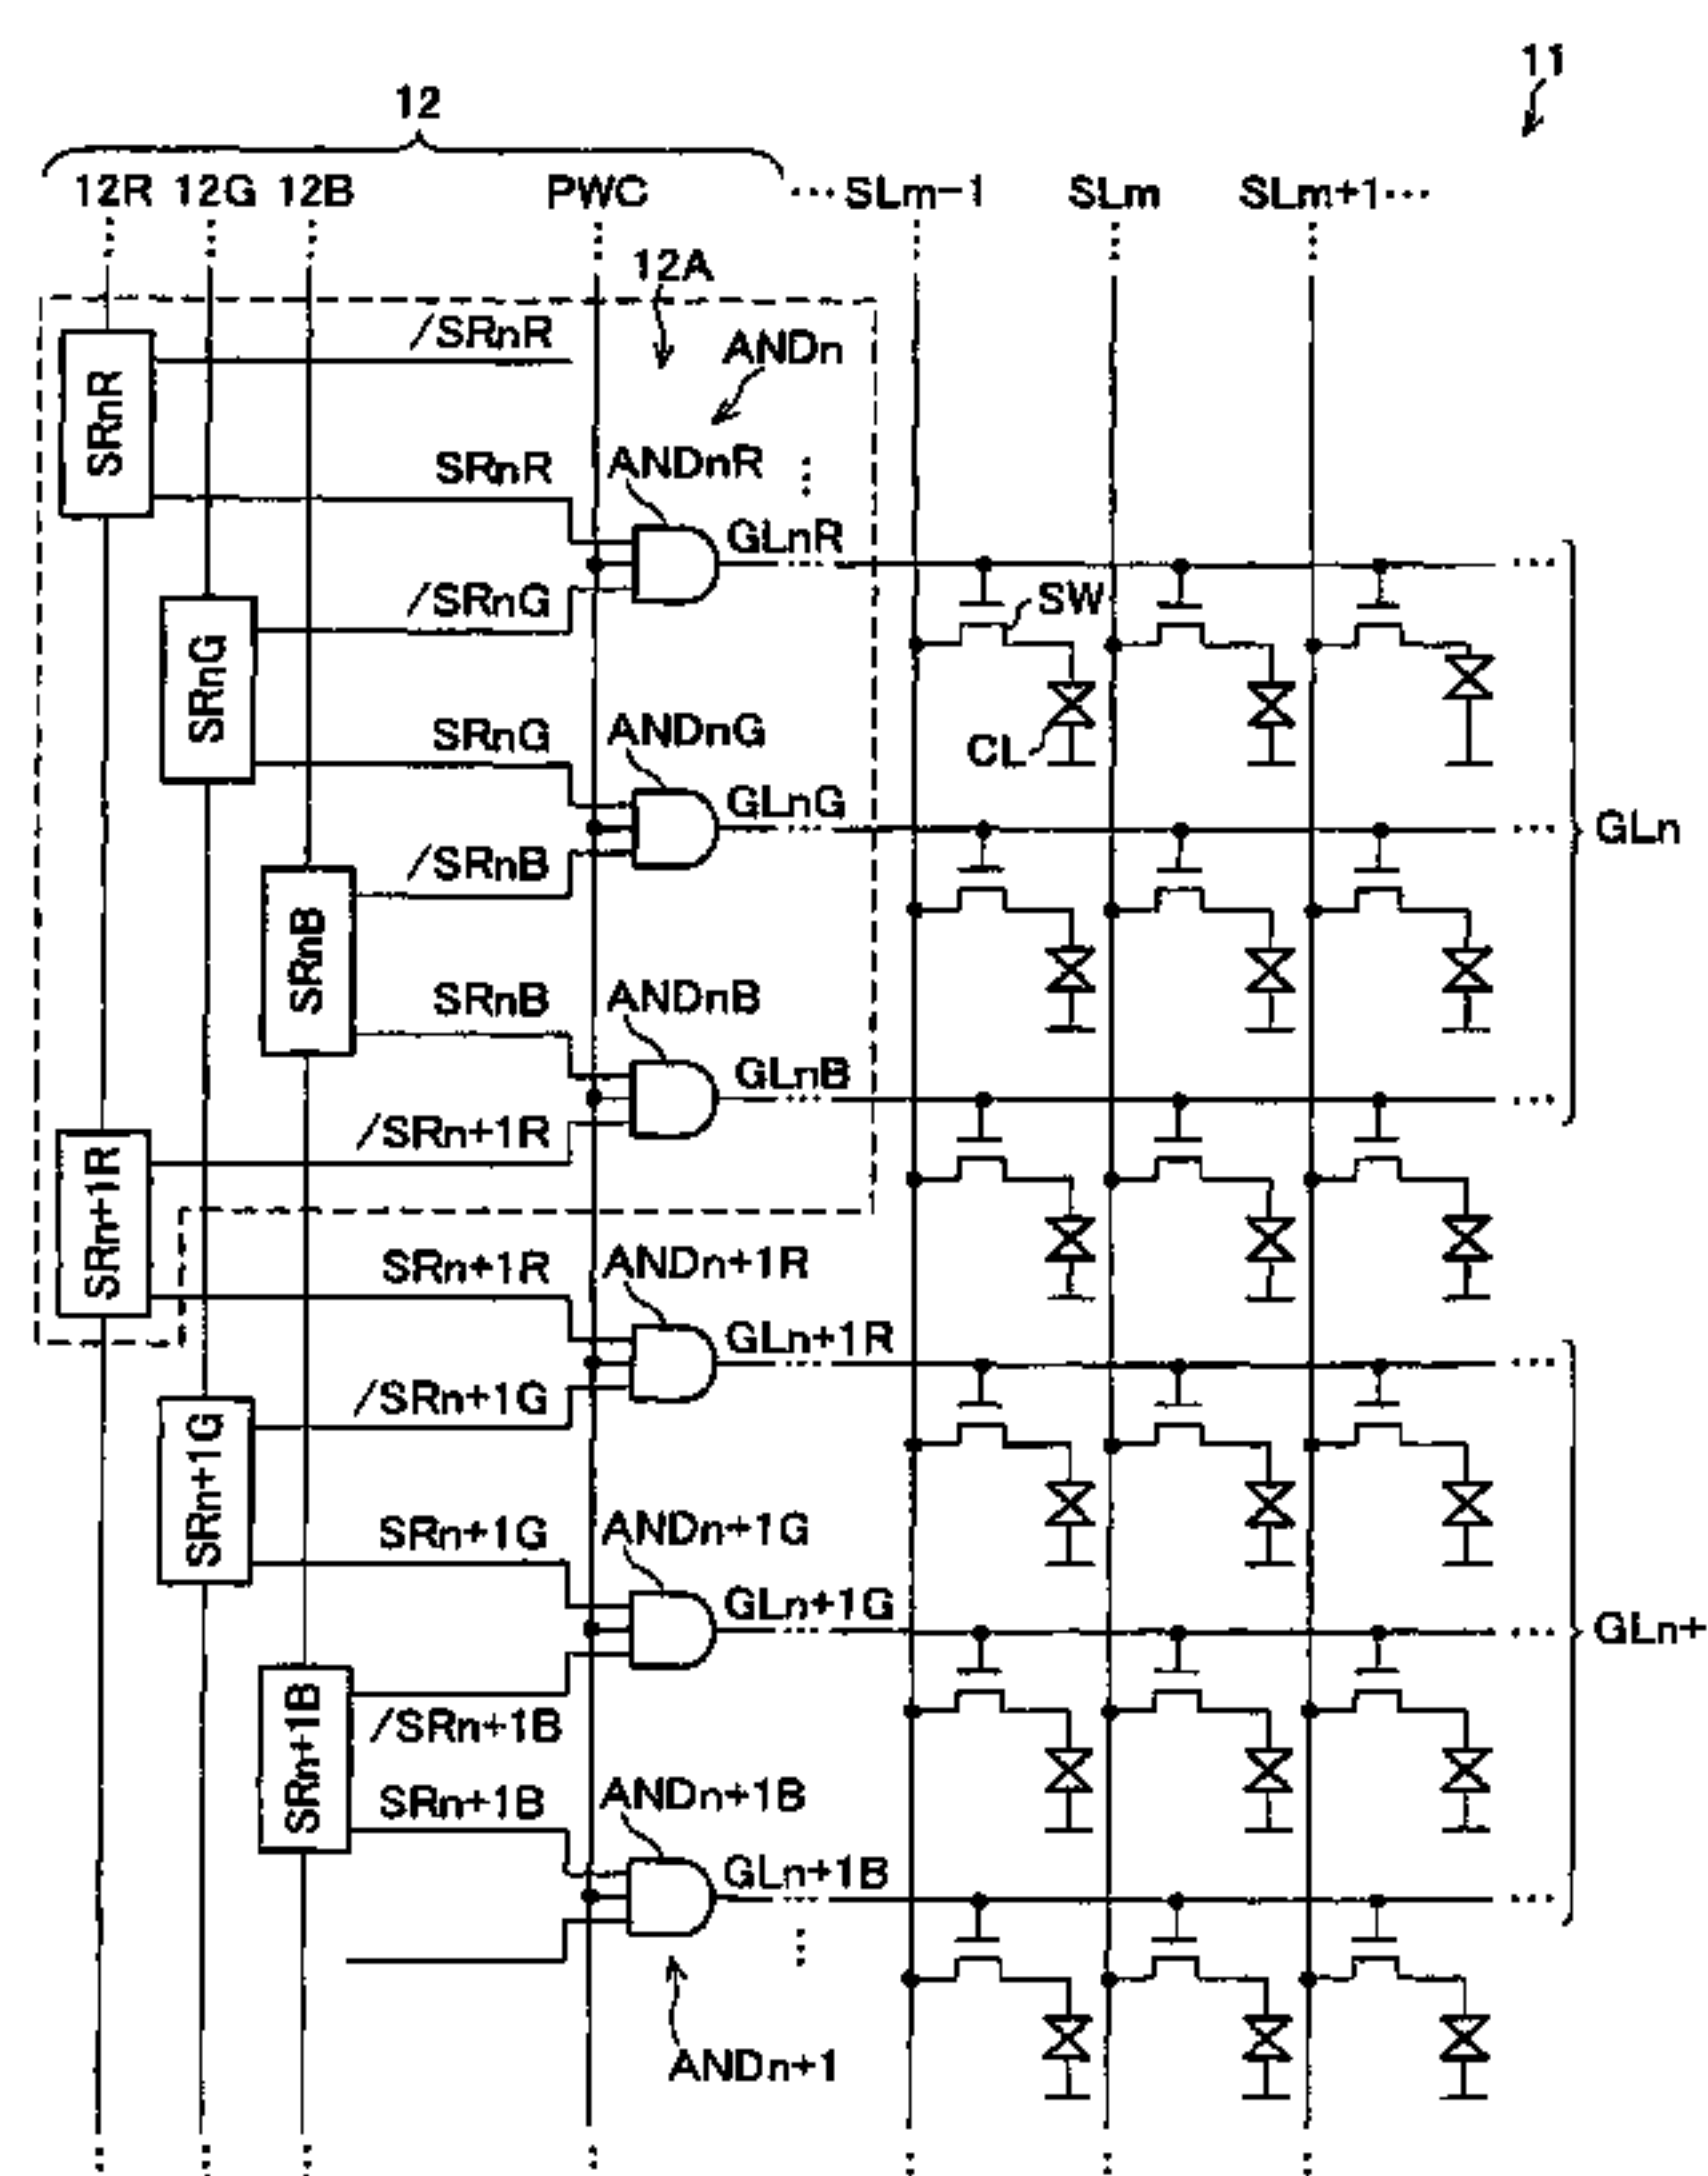 11
12
12R 12G 12B PWC ...SLm-1 SLm SLm+1...
12A
/SRnR
ANDn
SRnR
SRnR
ANDnR
GLnR
/SRnG
SW
SRnG
SRnG
ANDnG
CL
GLnG
GLn
/SRnB
SRnB
SRnB
ANDnB
GLnB
/SRn+1R
SRn+1R
SRn+1R
ANDn+1R
GLn+1R
/SRn+1G
SRn+1G
SRn+1G
ANDn+1G
GLn+1G
GLn+
/SRn+1B
SRn+1B
SRn+1B
ANDn+1B
GLn+1B
ANDn+1